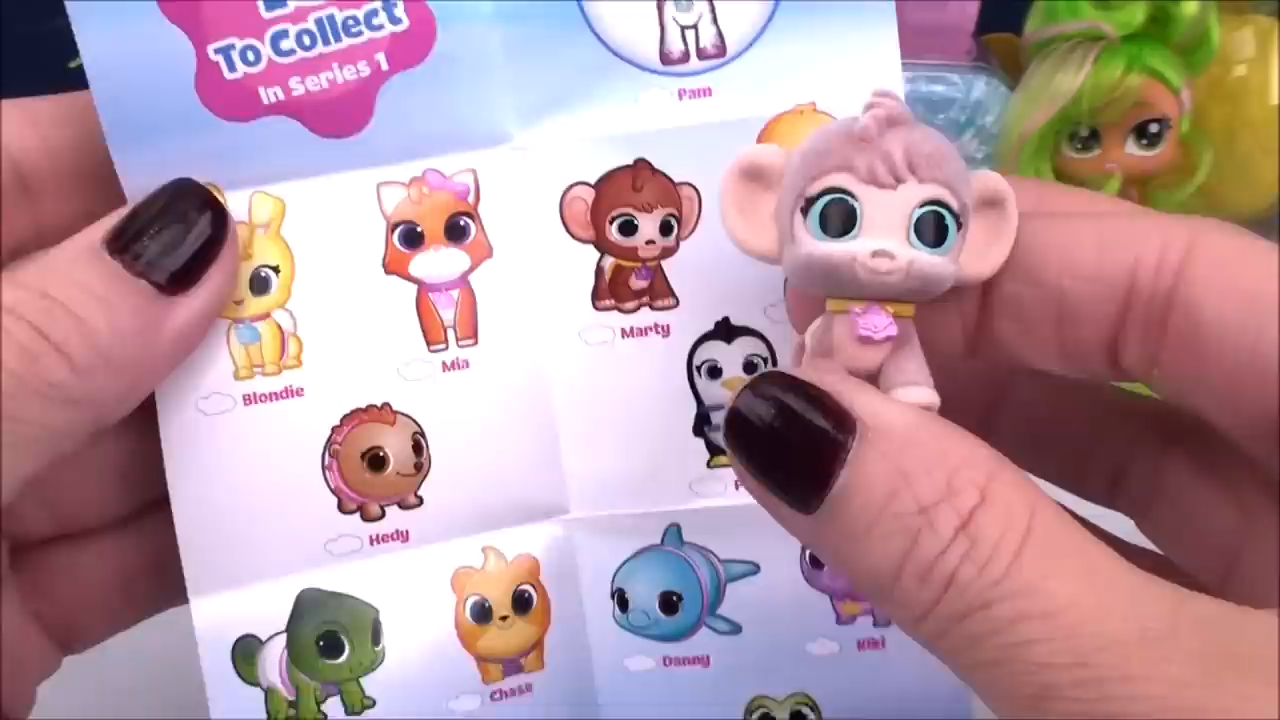 To Collect
In Series 1
Pam
Blondie
Mia
Marty
Hedy
Chase
Danny
Kiki